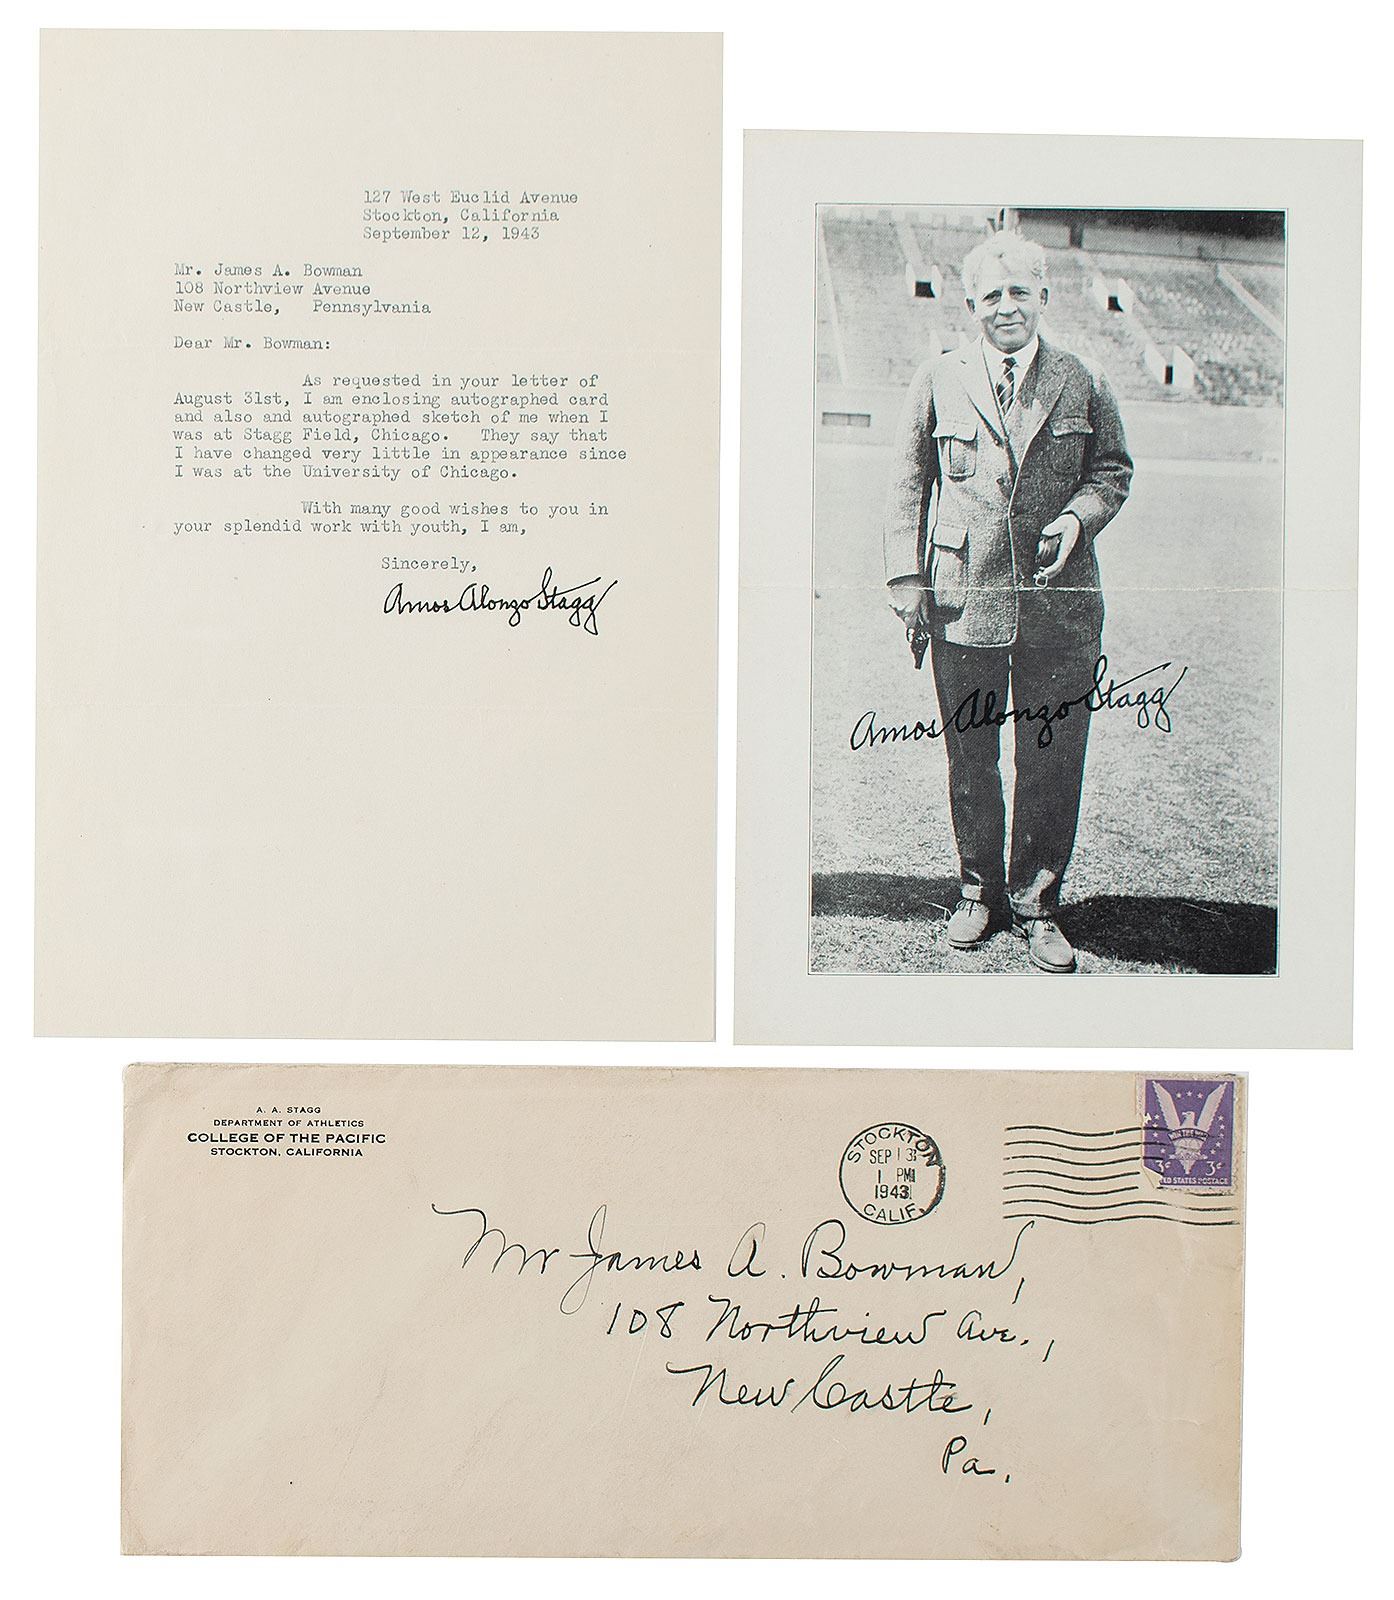 127 West Euclid Avenue
Stockton, California
September 12, 1943
Mr. James A. Bowman
108 Northview Avenue
New Castle, Pennsylvania
Dear Mr. Bowman:
As requested in your letter of
August 31st, I am enclosing autographed card
and also and autographed sketch of me when I
was at Stagg Field, Chicago. They say that
I have changed very little in appearance since
I was at the University of Chicago.
With many good wishes to you in
your splendid work with youth, I am,
Sincerely,
Amos Alonzo Stagg
Amos Alonzo Stagg
A. A. STAGG
DEPARTMENT OF ATHLETICS
COLLEGE OF THE PACIFIC
STOCKTON, CALIFORNIA
STOCKTON
SEP 13
1 PM
1943
CALIF.
WIN THE WAR
3¢ 3¢
ED STATES POSTAGE
Mr James A. Bowman,
108 Northview Ave.,
New Castle,
Pa.